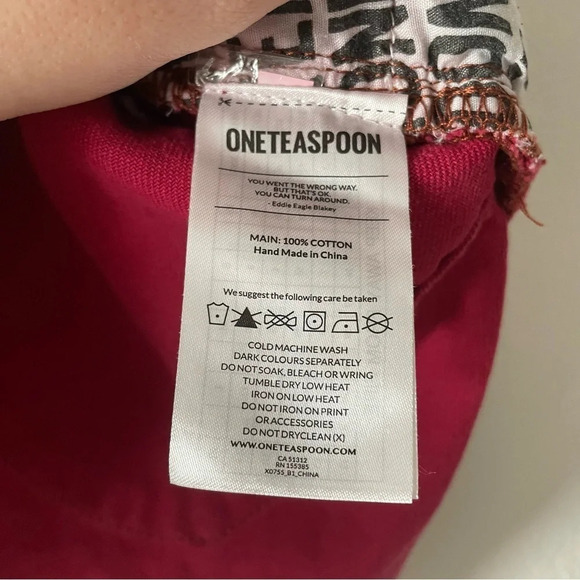 ONETEASPOON
YOU WENT THE WRONG WAY.
BUT THAT'S OK.
YOU CAN TURN AROUND.
- Eddie Eagle Blakey
MAIN: 100% COTTON
Hand Made in China
We suggest the following care be taken
COLD MACHINE WASH
DARK COLOURS SEPARATELY
DO NOT SOAK, BLEACH OR WRING
TUMBLE DRY LOW HEAT
IRON ON LOW HEAT
DO NOT IRON ON PRINT
OR ACCESSORIES
DO NOT DRYCLEAN (X)
WWW.ONETEASPOON.COM
CA 51312
RN 155385
X0755_B1_CHINA